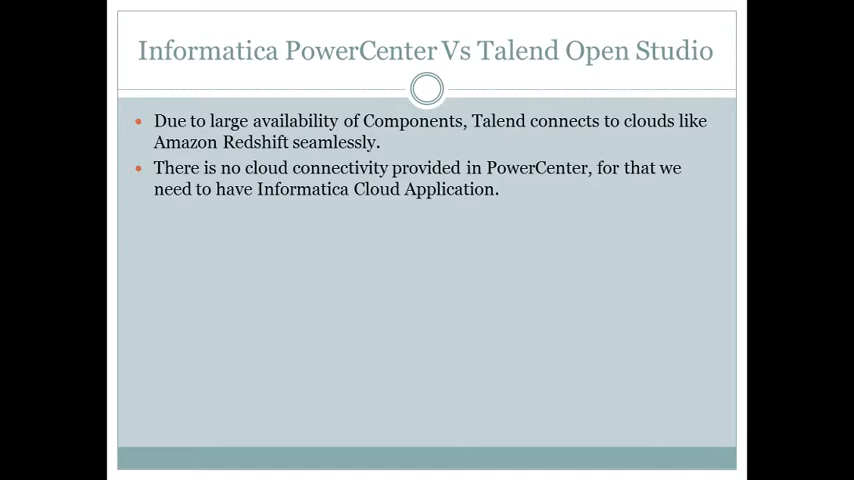 Informatica PowerCenter Vs Talend Open Studio
Due to large availability of Components, Talend connects to clouds like
Amazon Redshift seamlessly.
There is no cloud connectivity provided in PowerCenter, for that we
need to have Informatica Cloud Application.